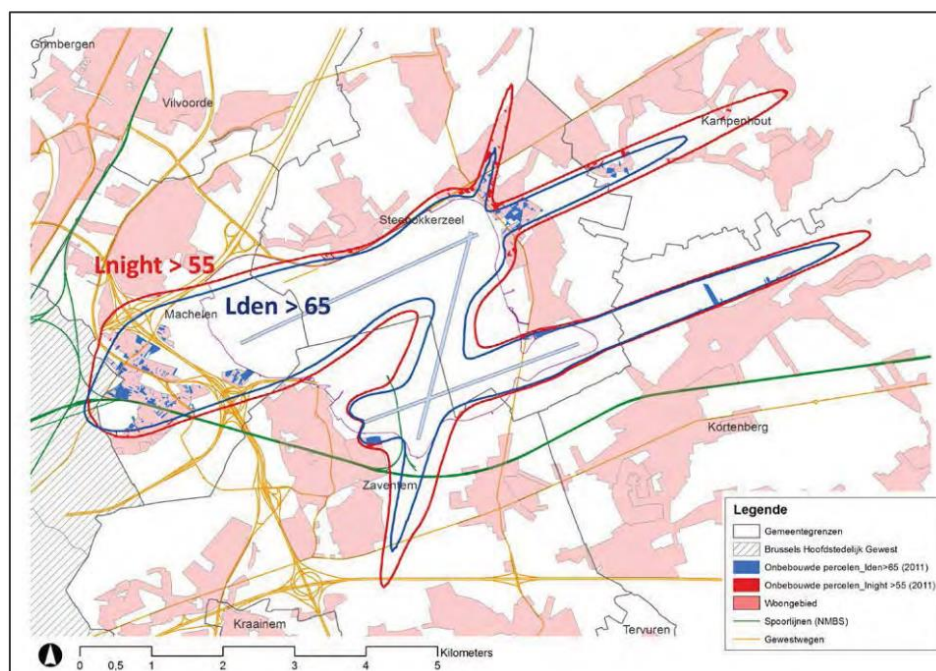 Grimbergen
Vilvoorde
Kampenhout
Steenokkerzeel
Lnight > 55
Lden > 65
Machelen
Kortenberg
Zaventem
Kraainem
Tervuren
Legende
Gemeentegrenzen
Brussels Hoofdstedelijk Gewest
Onbebouwde percelen_lden>65 (2011)
Onbebouwde percelen_lnight >55 (2011)
Woongebied
Spoorlijnen (NMBS)
Gewestwegen
Kilometers
0 0,5 1 2 3 4 5